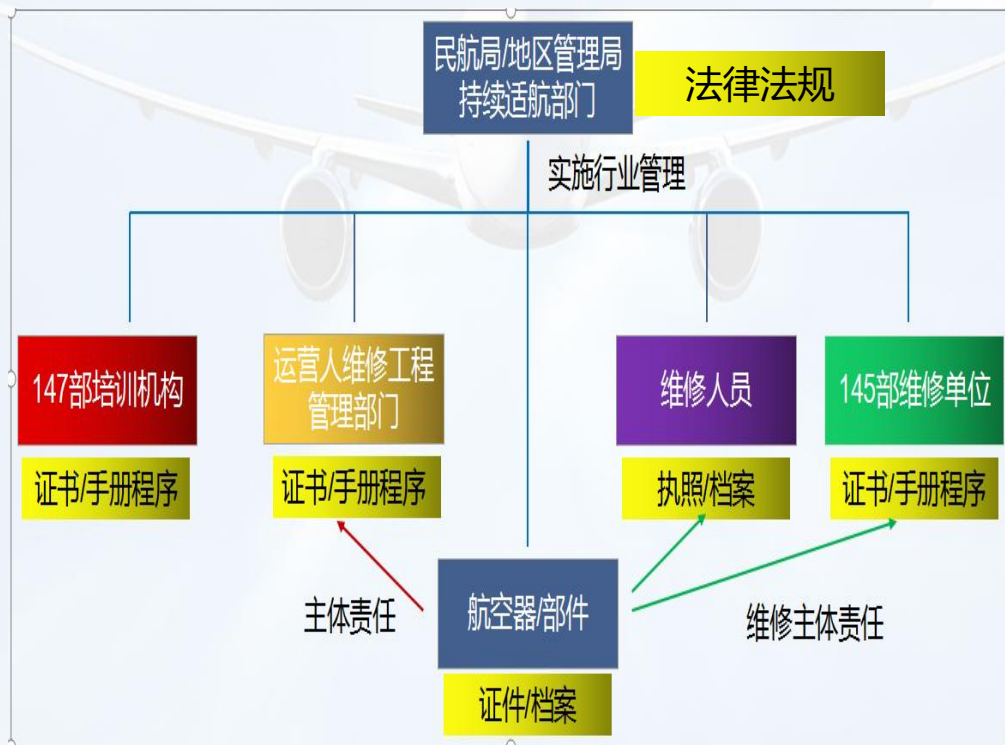 民航局/地区管理局
持续适航部门
法律法规
实施行业管理
147部培训机构
运营人维修工程
管理部门
维修人员
145部维修单位
证书/手册程序
证书/手册程序
执照/档案
证书/手册程序
主体责任
航空器/部件
维修主体责任
证件/档案